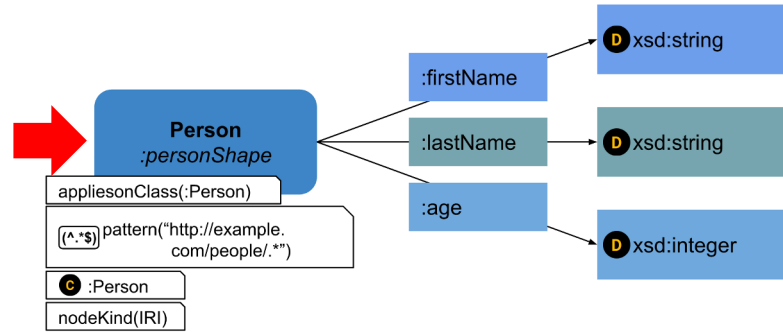 Person
:personShape
appliesonClass(:Person)
(^.*$) pattern(“http://example.
com/people/.*”)
C :Person
nodeKind(IRI)
:firstName
D xsd:string
:lastName
D xsd:string
:age
D xsd:integer